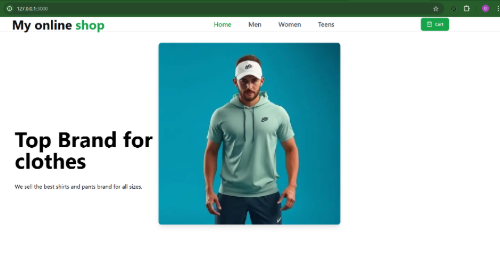 127.0.0.1:3000
My online shop
Home Men Women Teens
Cart
Top Brand for
clothes
We sell the best shirts and pants brand for all sizes.